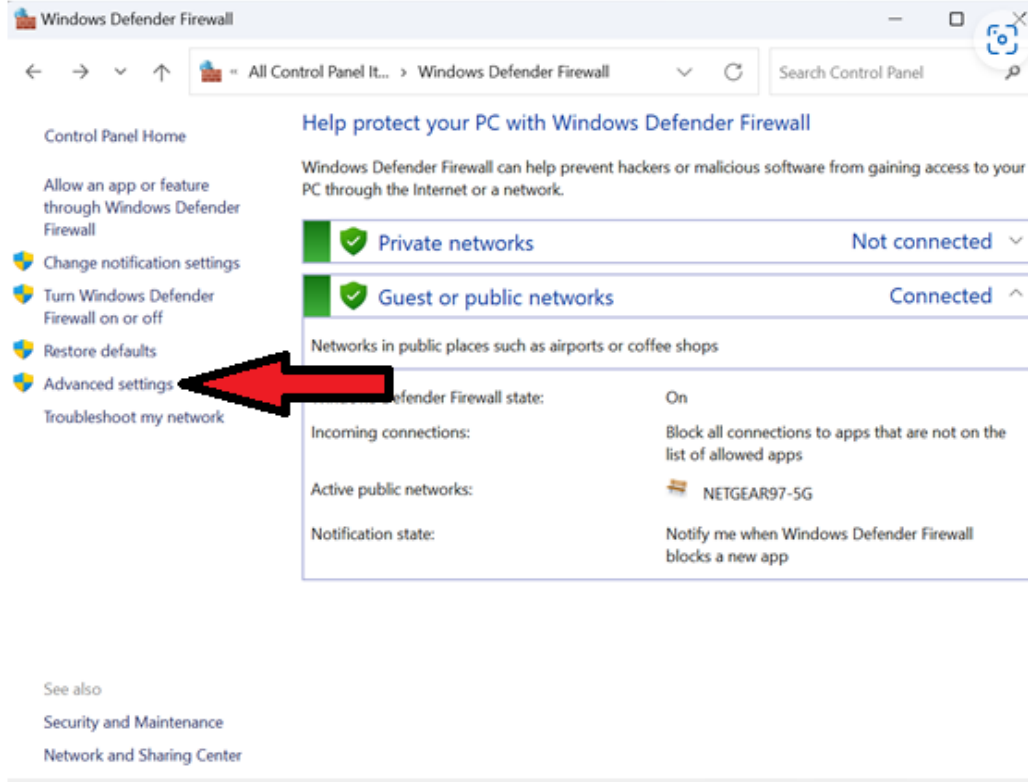 Windows Defender Firewall
« All Control Panel It... > Windows Defender Firewall
Search Control Panel
Control Panel Home
Allow an app or feature
through Windows Defender
Firewall
Change notification settings
Turn Windows Defender
Firewall on or off
Restore defaults
Advanced settings
Troubleshoot my network
Help protect your PC with Windows Defender Firewall
Windows Defender Firewall can help prevent hackers or malicious software from gaining access to your
PC through the Internet or a network.
Private networks Not connected
Guest or public networks Connected
Networks in public places such as airports or coffee shops
Defender Firewall state: On
Incoming connections: Block all connections to apps that are not on the
list of allowed apps
Active public networks: NETGEAR97-5G
Notification state: Notify me when Windows Defender Firewall
blocks a new app
See also
Security and Maintenance
Network and Sharing Center